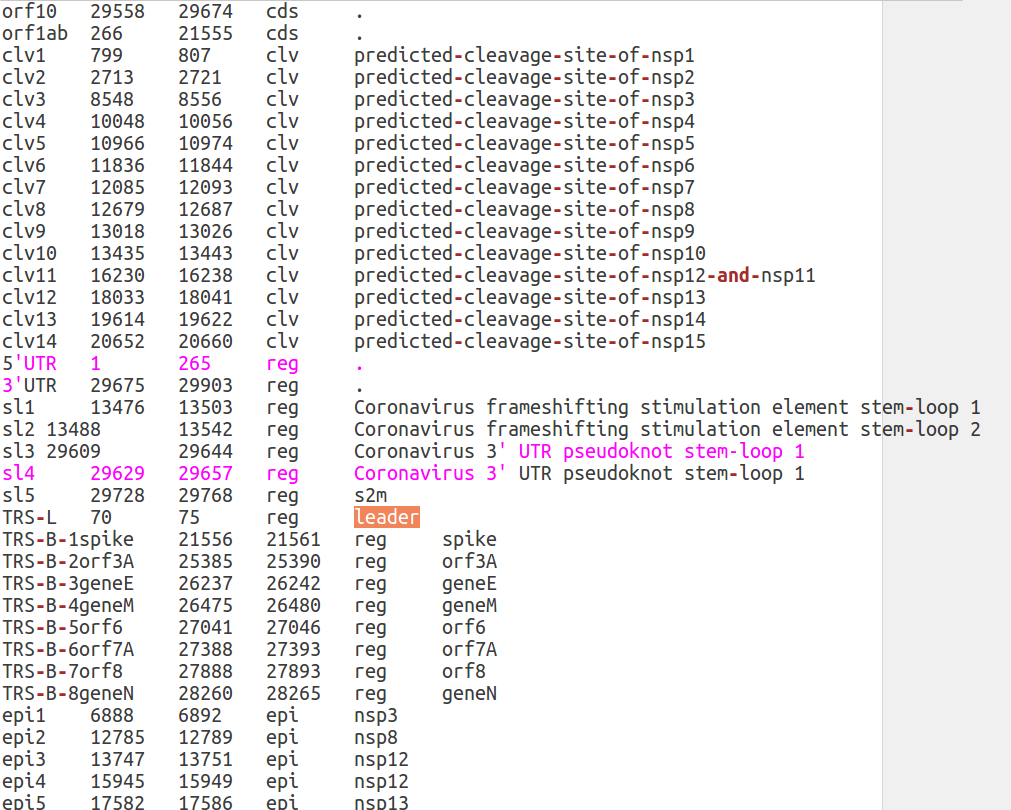 orf10 29558 29674 cds .
orf1ab 266 21555 cds .
clv1 799 807 clv predicted-cleavage-site-of-nsp1
clv2 2713 2721 clv predicted-cleavage-site-of-nsp2
clv3 8548 8556 clv predicted-cleavage-site-of-nsp3
clv4 10048 10056 clv predicted-cleavage-site-of-nsp4
clv5 10966 10974 clv predicted-cleavage-site-of-nsp5
clv6 11836 11844 clv predicted-cleavage-site-of-nsp6
clv7 12085 12093 clv predicted-cleavage-site-of-nsp7
clv8 12679 12687 clv predicted-cleavage-site-of-nsp8
clv9 13018 13026 clv predicted-cleavage-site-of-nsp9
clv10 13435 13443 clv predicted-cleavage-site-of-nsp10
clv11 16230 16238 clv predicted-cleavage-site-of-nsp12-and-nsp11
clv12 18033 18041 clv predicted-cleavage-site-of-nsp13
clv13 19614 19622 clv predicted-cleavage-site-of-nsp14
clv14 20652 20660 clv predicted-cleavage-site-of-nsp15
5'UTR 1 265 reg .
3'UTR 29675 29903 reg .
sl1 13476 13503 reg Coronavirus frameshifting stimulation element stem-loop 1
sl2 13488 13542 reg Coronavirus frameshifting stimulation element stem-loop 2
sl3 29609 29644 reg Coronavirus 3' UTR pseudoknot stem-loop 1
sl4 29629 29657 reg Coronavirus 3' UTR pseudoknot stem-loop 1
sl5 29728 29768 reg s2m
TRS-L 70 75 reg leader
TRS-B-1spike 21556 21561 reg spike
TRS-B-2orf3A 25385 25390 reg orf3A
TRS-B-3geneE 26237 26242 reg geneE
TRS-B-4geneM 26475 26480 reg geneM
TRS-B-5orf6 27041 27046 reg orf6
TRS-B-6orf7A 27388 27393 reg orf7A
TRS-B-7orf8 27888 27893 reg orf8
TRS-B-8geneN 28260 28265 reg geneN
epi1 6888 6892 epi nsp3
epi2 12785 12789 epi nsp8
epi3 13747 13751 epi nsp12
epi4 15945 15949 epi nsp12
epi5 17582 17586 epi nsp13